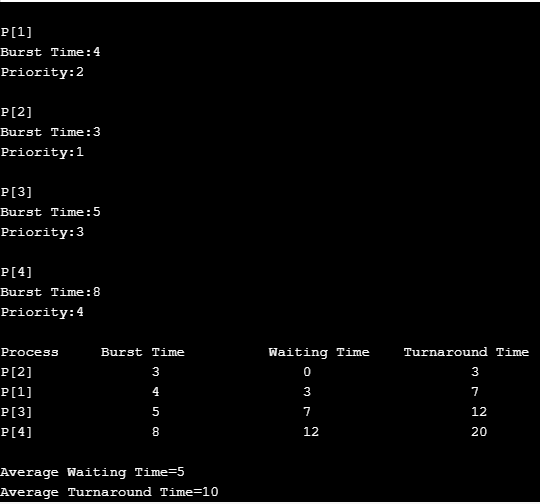 P[1]
Burst Time:4
Priority:2
P[2]
Burst Time:3
Priority:1
P[3]
Burst Time:5
Priority:3
P[4]
Burst Time:8
Priority:4
Process Burst Time Waiting Time Turnaround Time
P[2] 3 0 3
P[1] 4 3 7
P[3] 5 7 12
P[4] 8 12 20
Average Waiting Time=5
Average Turnaround Time=10